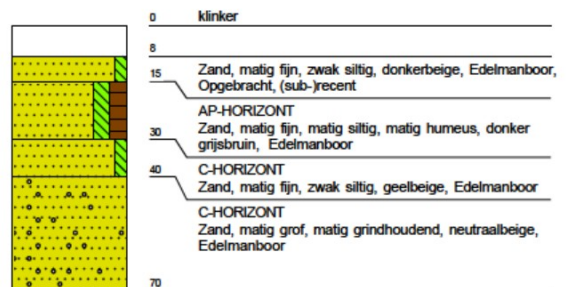 0 klinker
8
Zand, matig fijn, zwak siltig, donkerbeige, Edelmanboor,
Opgebracht, (sub-)recent
15
AP-HORIZONT
Zand, matig fijn, matig siltig, matig humeus, donker
grijsbruin, Edelmanboor
30
C-HORIZONT
Zand, matig fijn, zwak siltig, geelbeige, Edelmanboor
40
C-HORIZONT
Zand, matig grof, matig grindhoudend, neutraalbeige,
Edelmanboor
70